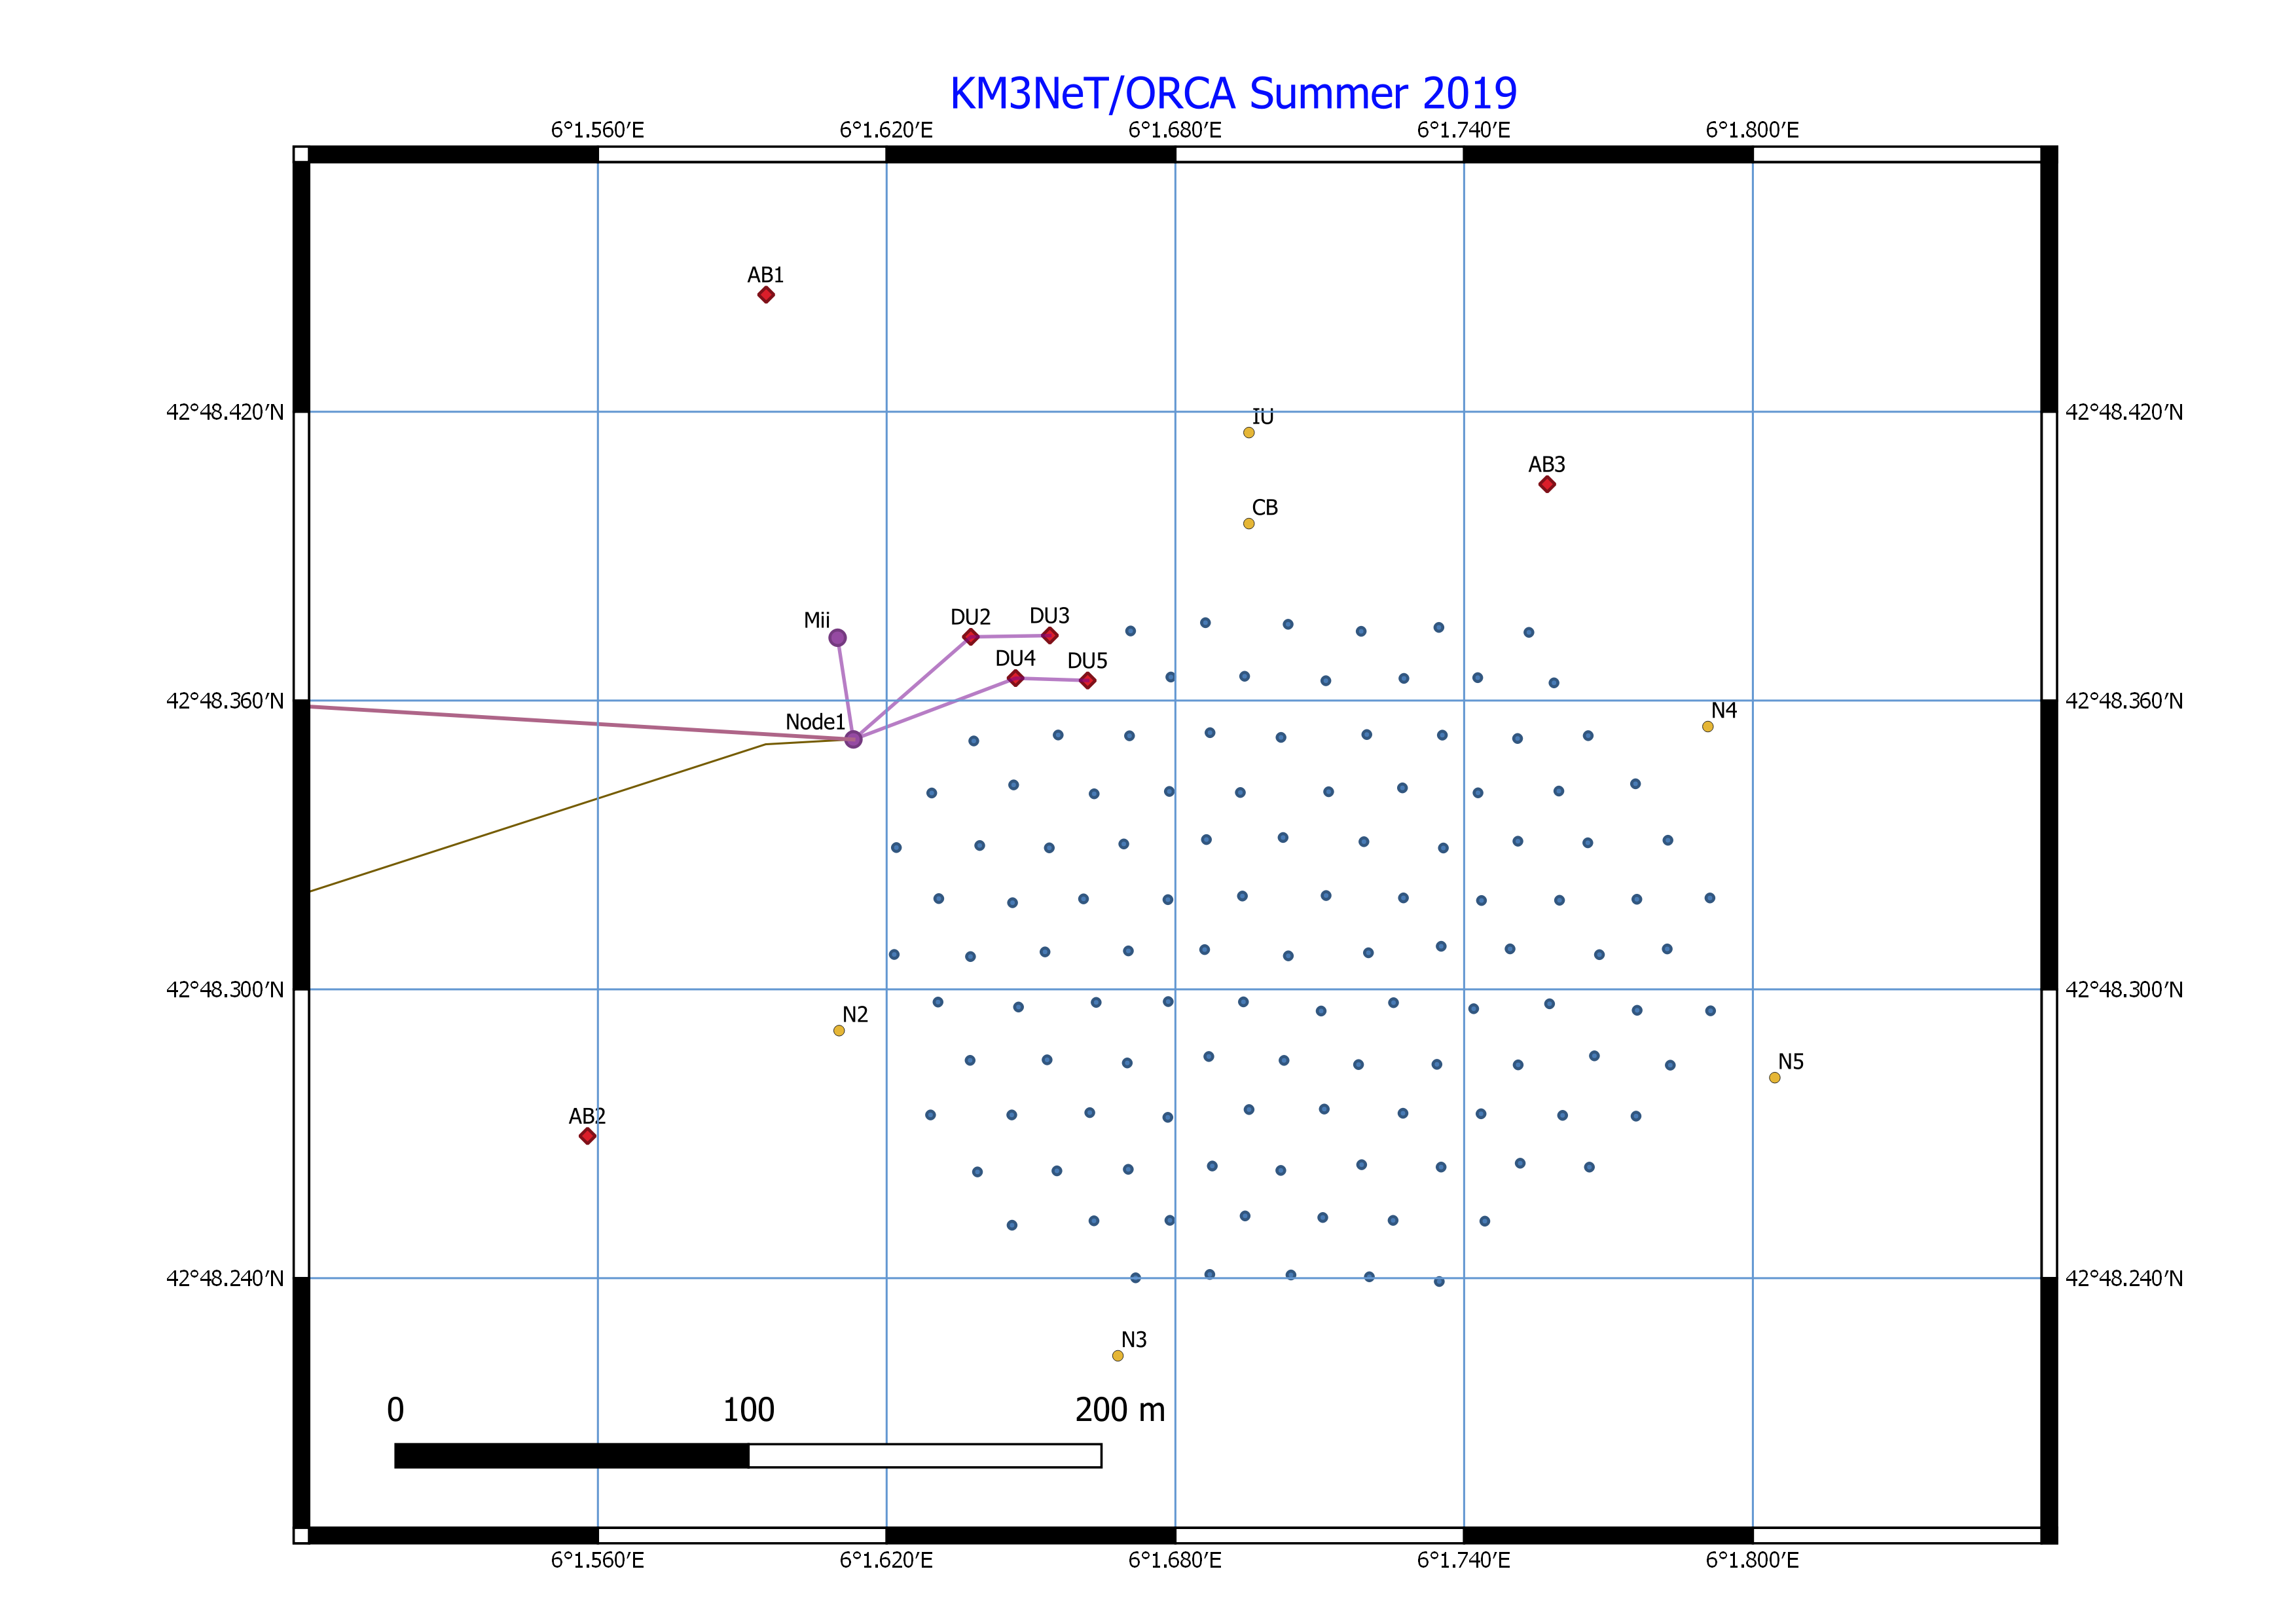 KM3NeT/ORCA Summer 2019
6°1.560′E 6°1.620′E 6°1.680′E 6°1.740′E 6°1.800′E
AB1
42°48.420′N 42°48.420′N
IU
AB3
CB
Mii DU2 DU3
DU4 DU5
42°48.360′N 42°48.360′N
N4
Node1
42°48.300′N 42°48.300′N
N2
N5
AB2
42°48.240′N 42°48.240′N
N3
0 100 200 m
6°1.560′E 6°1.620′E 6°1.680′E 6°1.740′E 6°1.800′E